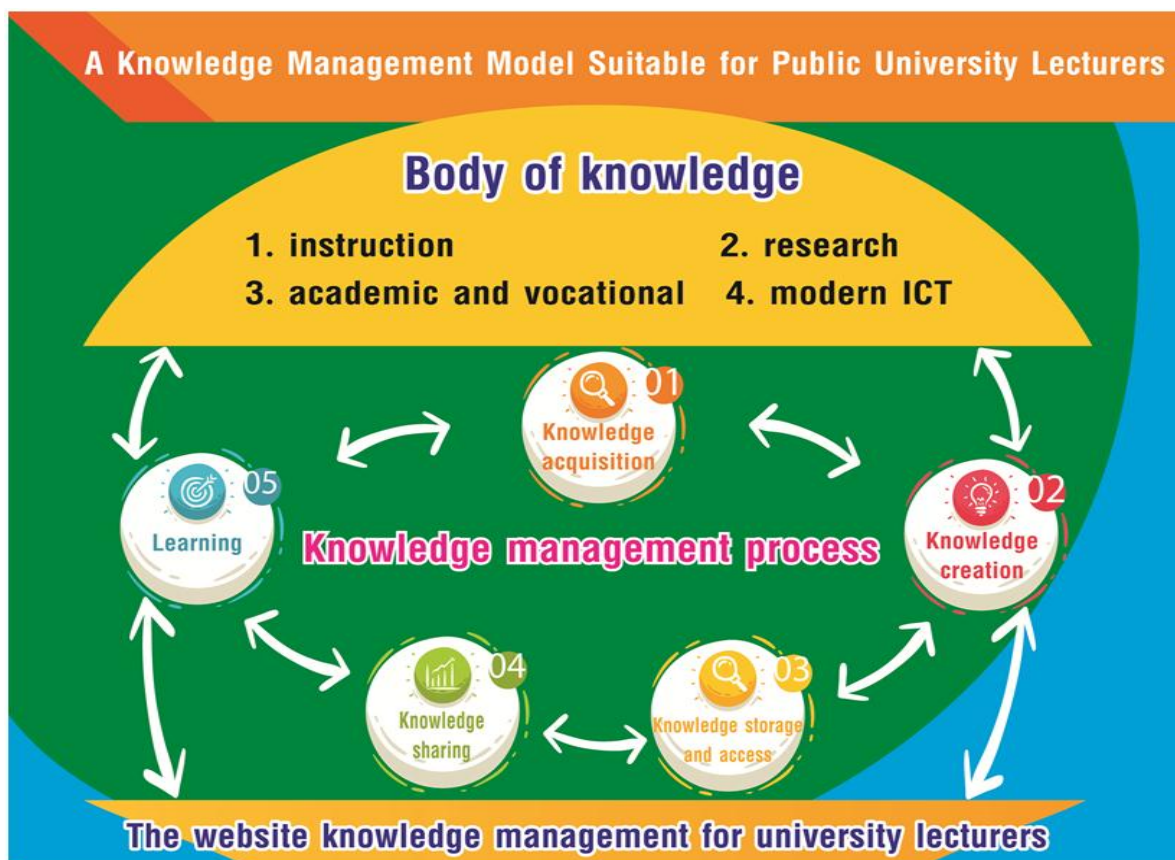 A Knowledge Management Model Suitable for Public University Lecturers
Body of knowledge
1. instruction
2. research
3. academic and vocational
4. modern ICT
01
Knowledge
acquisition
02
Knowledge
creation
05
Learning
Knowledge management process
04
Knowledge
sharing
03
Knowledge storage
and access
The website knowledge management for university lecturers